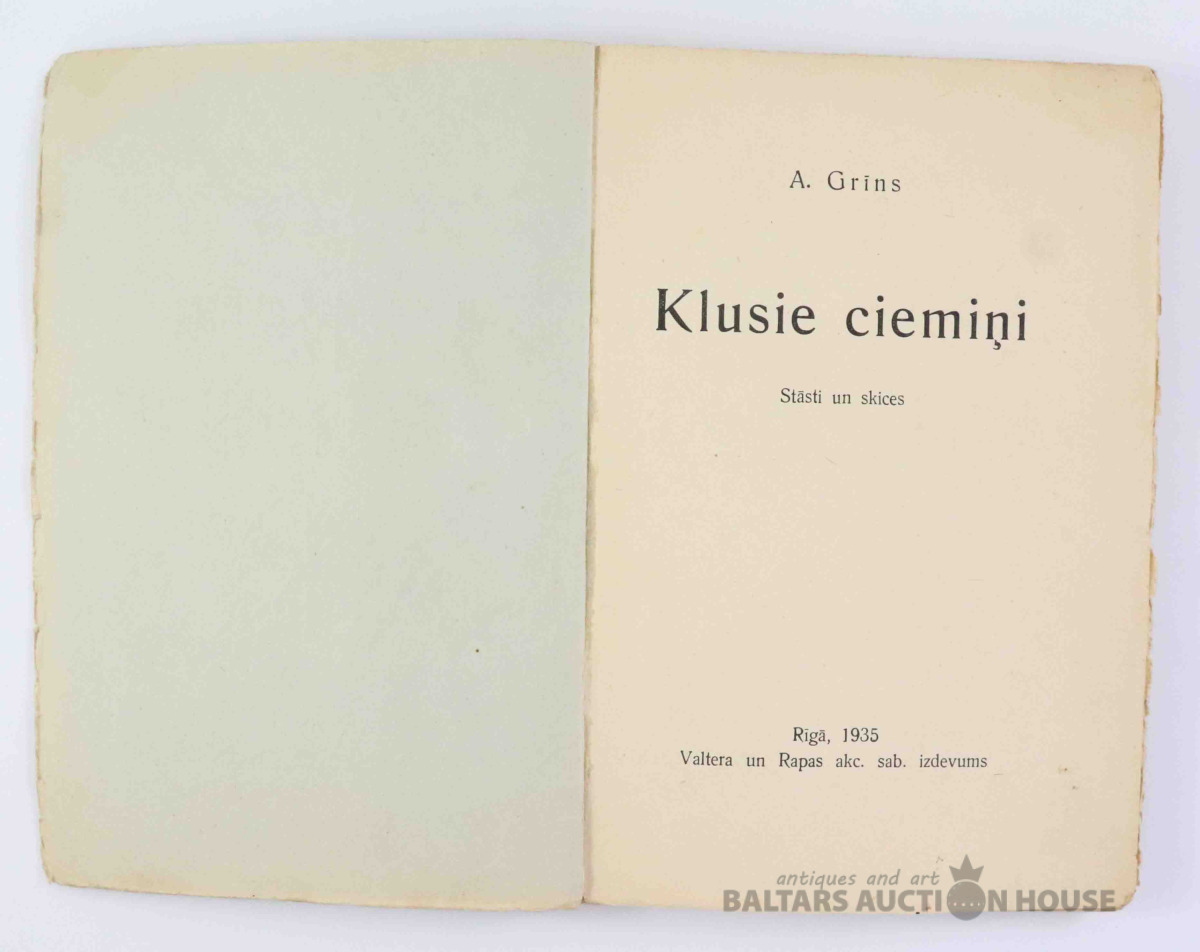 A. Grīns
Klusie ciemiņi
Stāsti un skices
Rīgā, 1935
Valtera un Rapas akc. sab. izdevums
antiques and art
BALTARS AUCTION HOUSE